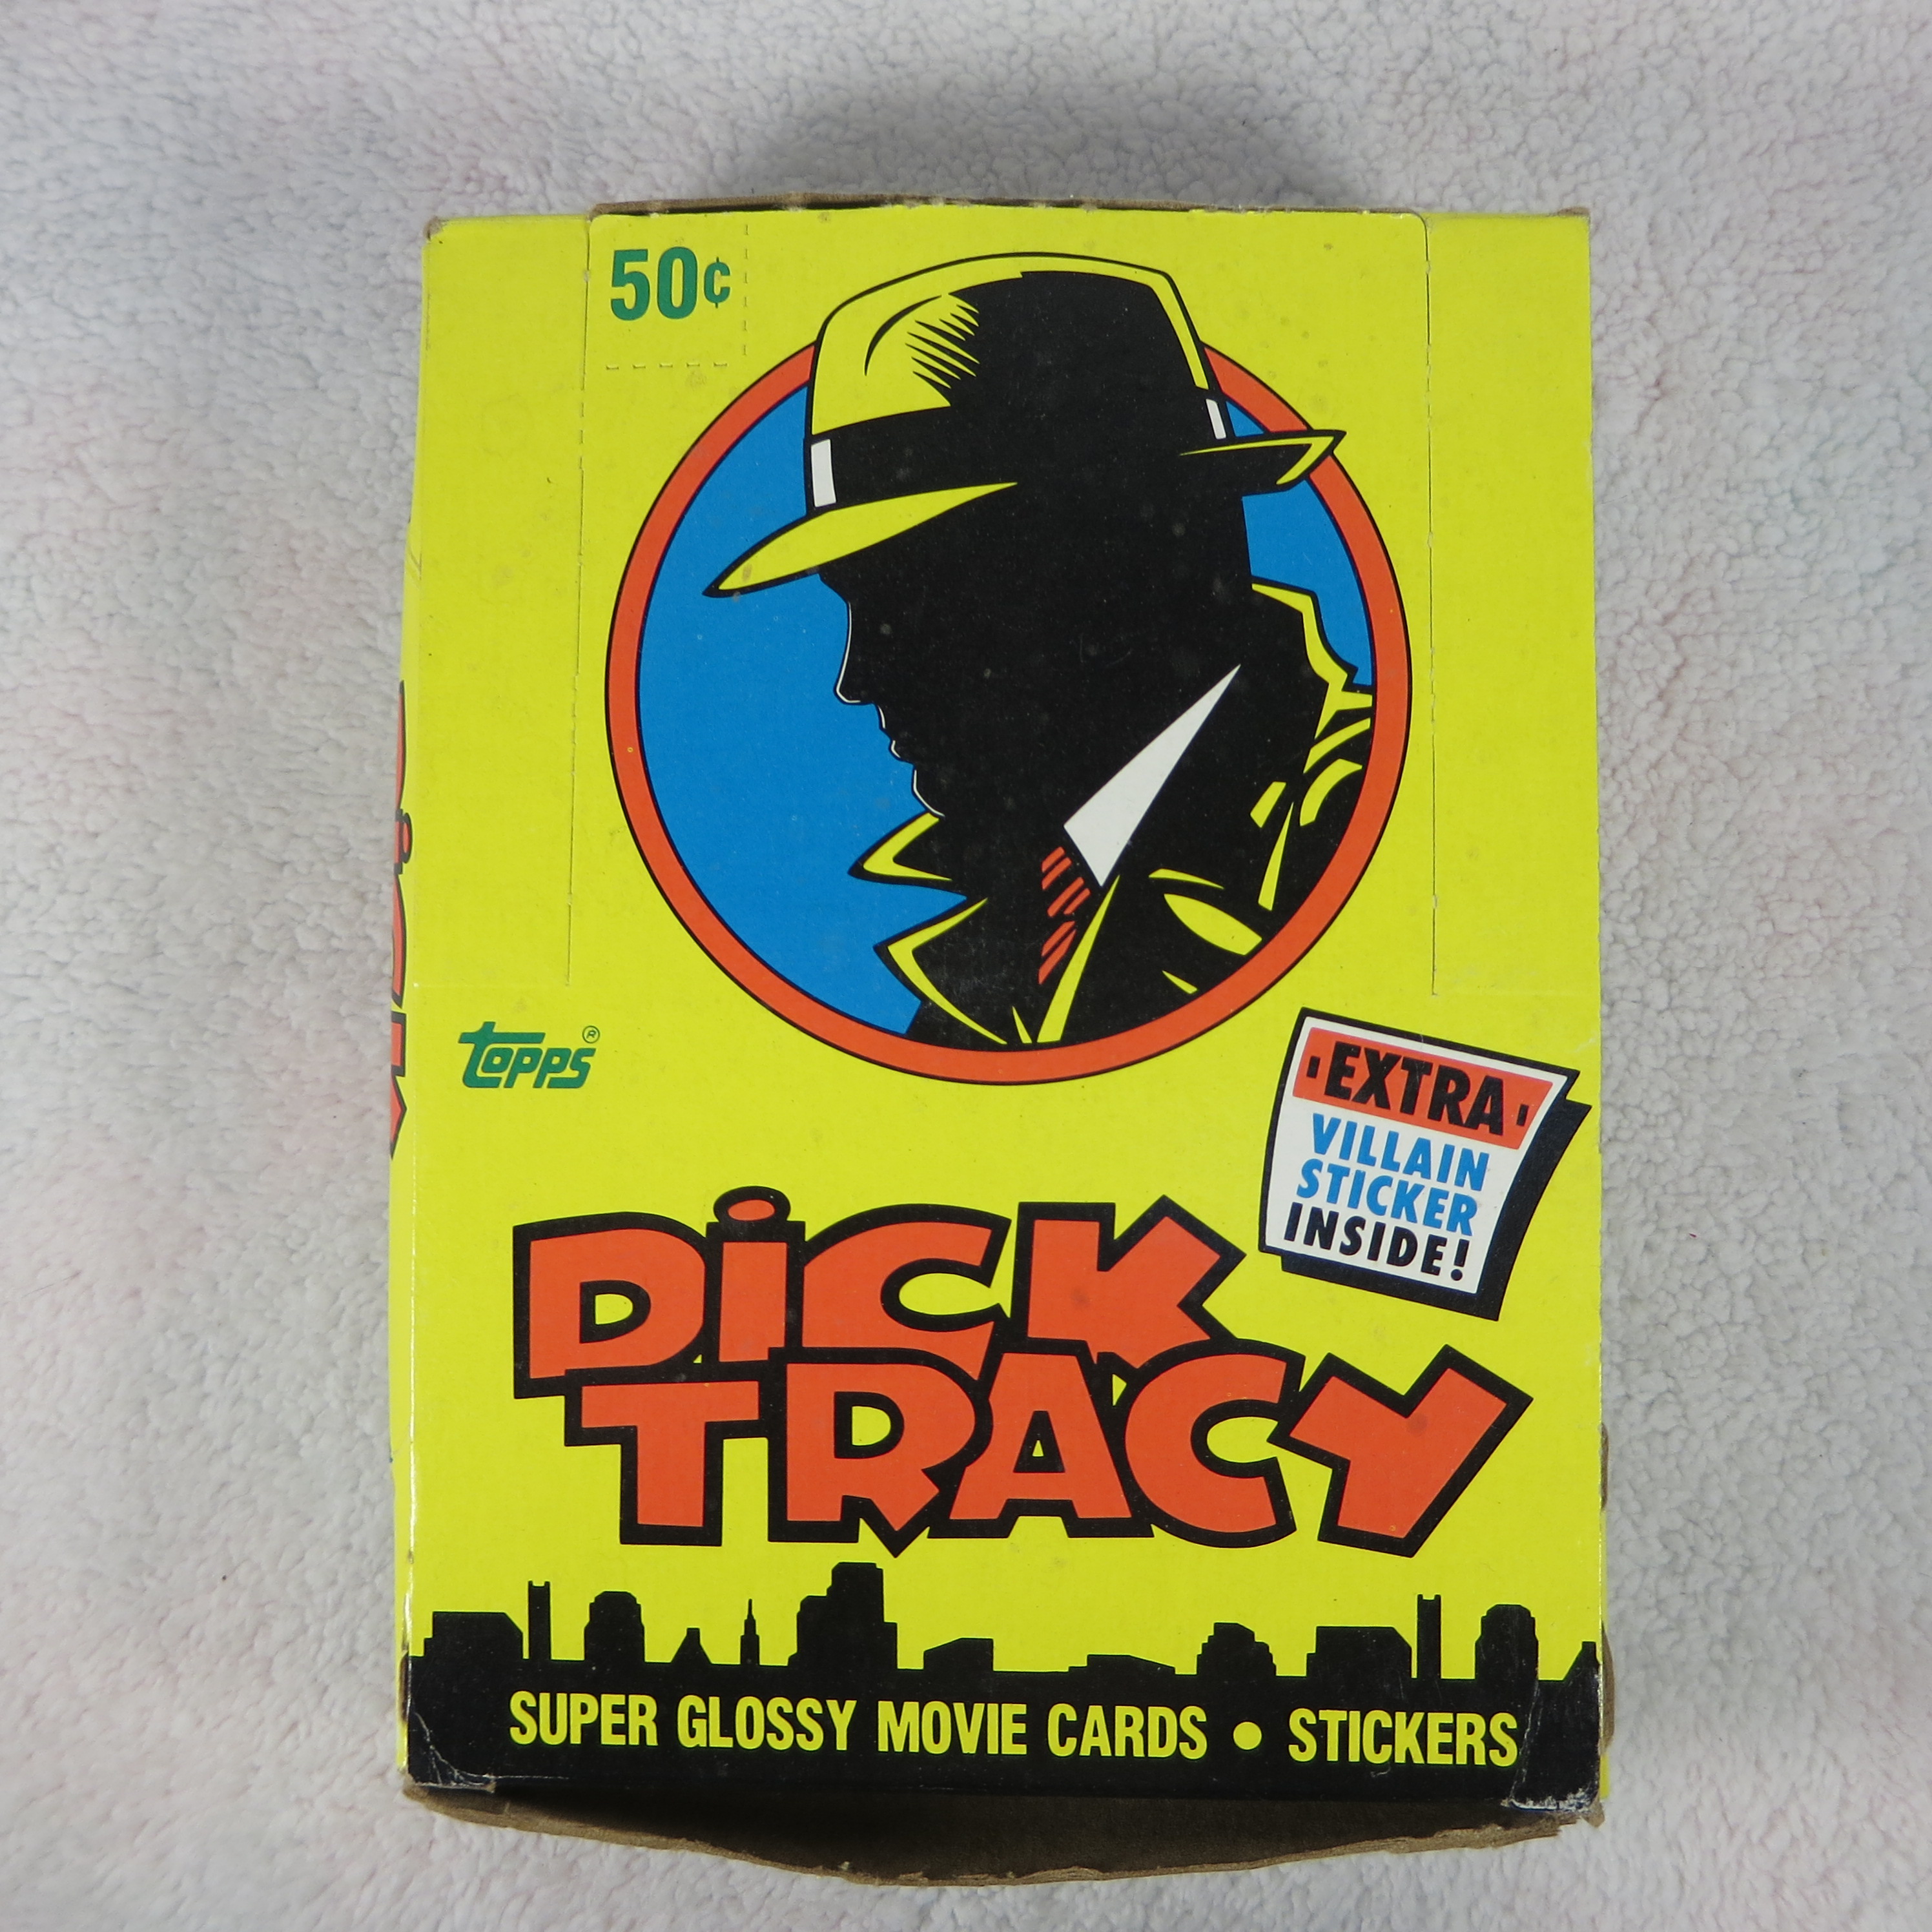 50¢
topps®
EXTRA
VILLAIN
STICKER
INSIDE!
DiCK
TRACY
SUPER GLOSSY MOVIE CARDS • STICKERS